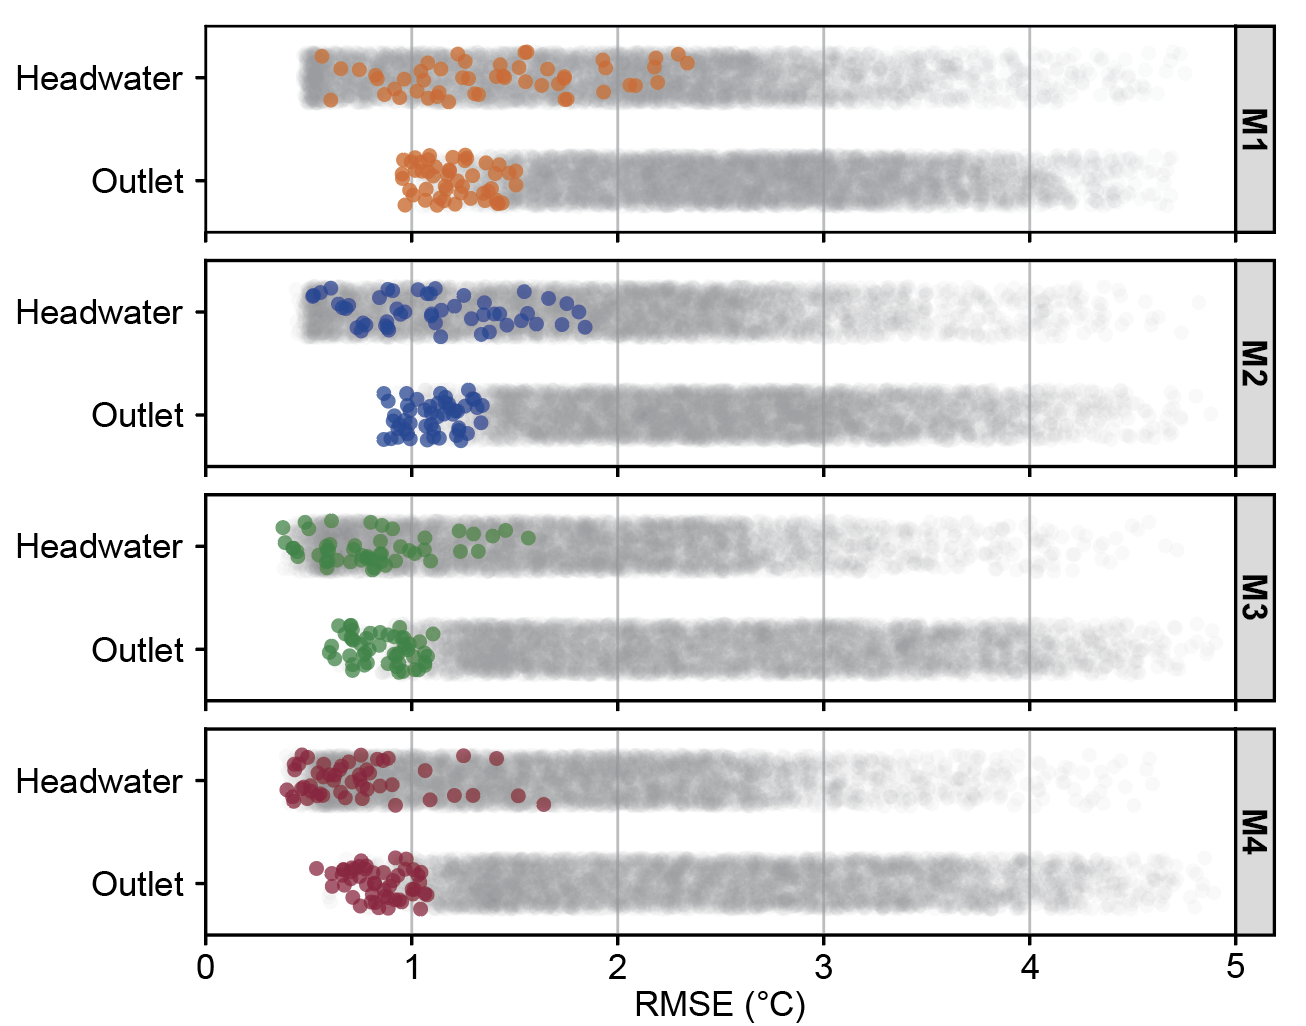 Headwater
Outlet
M1
Headwater
Outlet
M2
Headwater
Outlet
M3
Headwater
Outlet
M4
0 1 2 3 4 5
RMSE (°C)